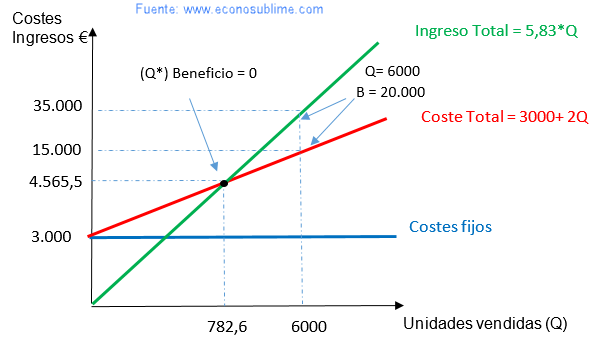 Fuente: www.econosublime.com
Costes
Ingresos €
Ingreso Total = 5,83*Q
(Q*) Beneficio = 0
Q= 6000
B = 20.000
35.000
Coste Total = 3000+ 2Q
15.000
4.565,5
3.000
Costes fijos
782,6
6000
Unidades vendidas (Q)